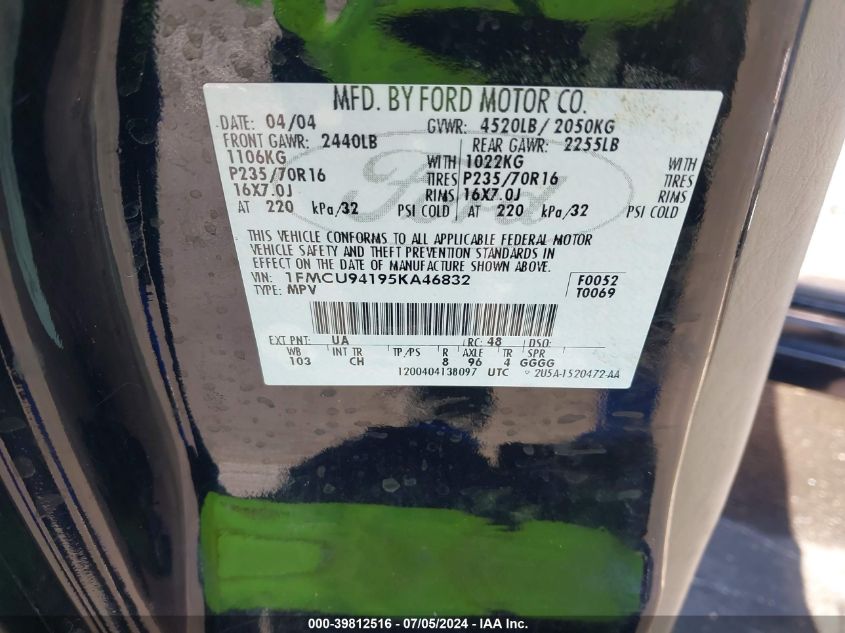 MFD. BY FORD MOTOR CO.
DATE: 04/04 GVWR: 4520LB/ 2050KG
FRONT GAWR: 2440LB REAR GAWR: 2255LB
1106KG WITH 1022KG WITH
P235/70R16 TIRES P235/70R16 TIRES
16X7.0J RIMS 16X7.0J RIMS
AT 220 kPa/32 PSI COLD AT 220 kPa/32 PSI COLD
Ford
THIS VEHICLE CONFORMS TO ALL APPLICABLE FEDERAL MOTOR
VEHICLE SAFETY AND THEFT PREVENTION STANDARDS IN
EFFECT ON THE DATE OF MANUFACTURE SHOWN ABOVE.
VIN: 1FMCU94195KA46832 F0052
TYPE: MPV T0069
EXT PNT: UA RC: 48 DSO:
WB INT TR TP/PS R AXLE TR SPR
103 CH 8 96 4 GGGG
1200404138097 UTC 2U5A-1520472-AA
000-39812516 - 07/05/2024 - IAA Inc.